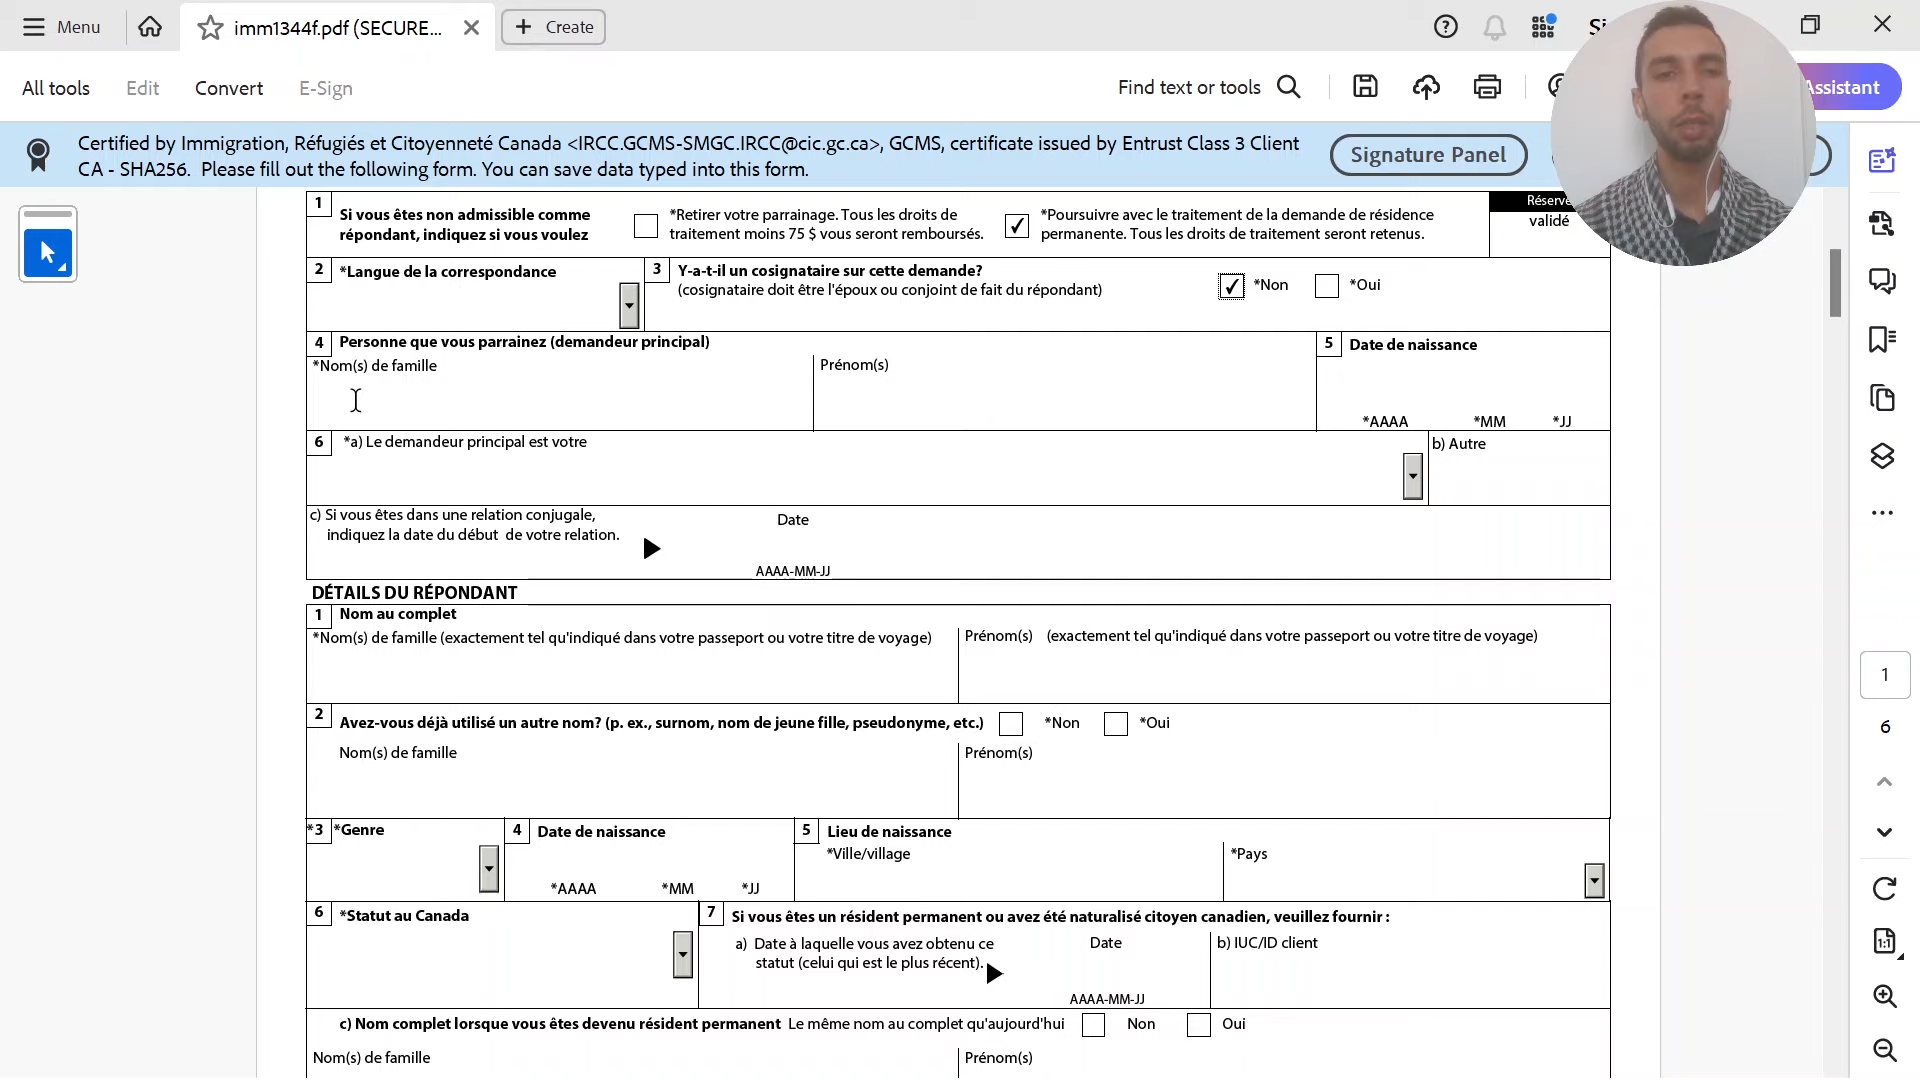 Menu
imm1344f.pdf (SECURE...
Create
All tools
Edit
Convert
E-Sign
Find text or tools
Assistant
Certified by Immigration, Réfugiés et Citoyenneté Canada <IRCC.GCMS-SMGC.IRCC@cic.gc.ca>, GCMS, certificate issued by Entrust Class 3 Client
CA - SHA256.  Please fill out the following form. You can save data typed into this form.
Signature Panel
1 Si vous êtes non admissible comme
répondant, indiquez si vous voulez
*Retirer votre parrainage. Tous les droits de
traitement moins 75 $ vous seront remboursés.
*Poursuivre avec le traitement de la demande de résidence
permanente. Tous les droits de traitement seront retenus.
validé
2 *Langue de la correspondance
3 Y-a-t-il un cosignataire sur cette demande?
(cosignataire doit être l'époux ou conjoint de fait du répondant)
*Non *Oui
4 Personne que vous parrainez (demandeur principal)
*Nom(s) de famille
Prénom(s)
5 Date de naissance
*AAAA *MM *JJ
6 *a) Le demandeur principal est votre
b) Autre
c) Si vous êtes dans une relation conjugale,
indiquez la date du début  de votre relation.
Date
AAAA-MM-JJ
DÉTAILS DU RÉPONDANT
1 Nom au complet
*Nom(s) de famille (exactement tel qu'indiqué dans votre passeport ou votre titre de voyage)
Prénom(s) (exactement tel qu'indiqué dans votre passeport ou votre titre de voyage)
2 Avez-vous déjà utilisé un autre nom? (p. ex., surnom, nom de jeune fille, pseudonyme, etc.) *Non *Oui
Nom(s) de famille
Prénom(s)
*3 *Genre
4 Date de naissance
*AAAA *MM *JJ
5 Lieu de naissance
*Ville/village
*Pays
6 *Statut au Canada
7 Si vous êtes un résident permanent ou avez été naturalisé citoyen canadien, veuillez fournir :
a) Date à laquelle vous avez obtenu ce
statut (celui qui est le plus récent).
Date
AAAA-MM-JJ
b) IUC/ID client
c) Nom complet lorsque vous êtes devenu résident permanent Le même nom au complet qu'aujourd'hui Non Oui
Nom(s) de famille
Prénom(s)
1
6
1:1